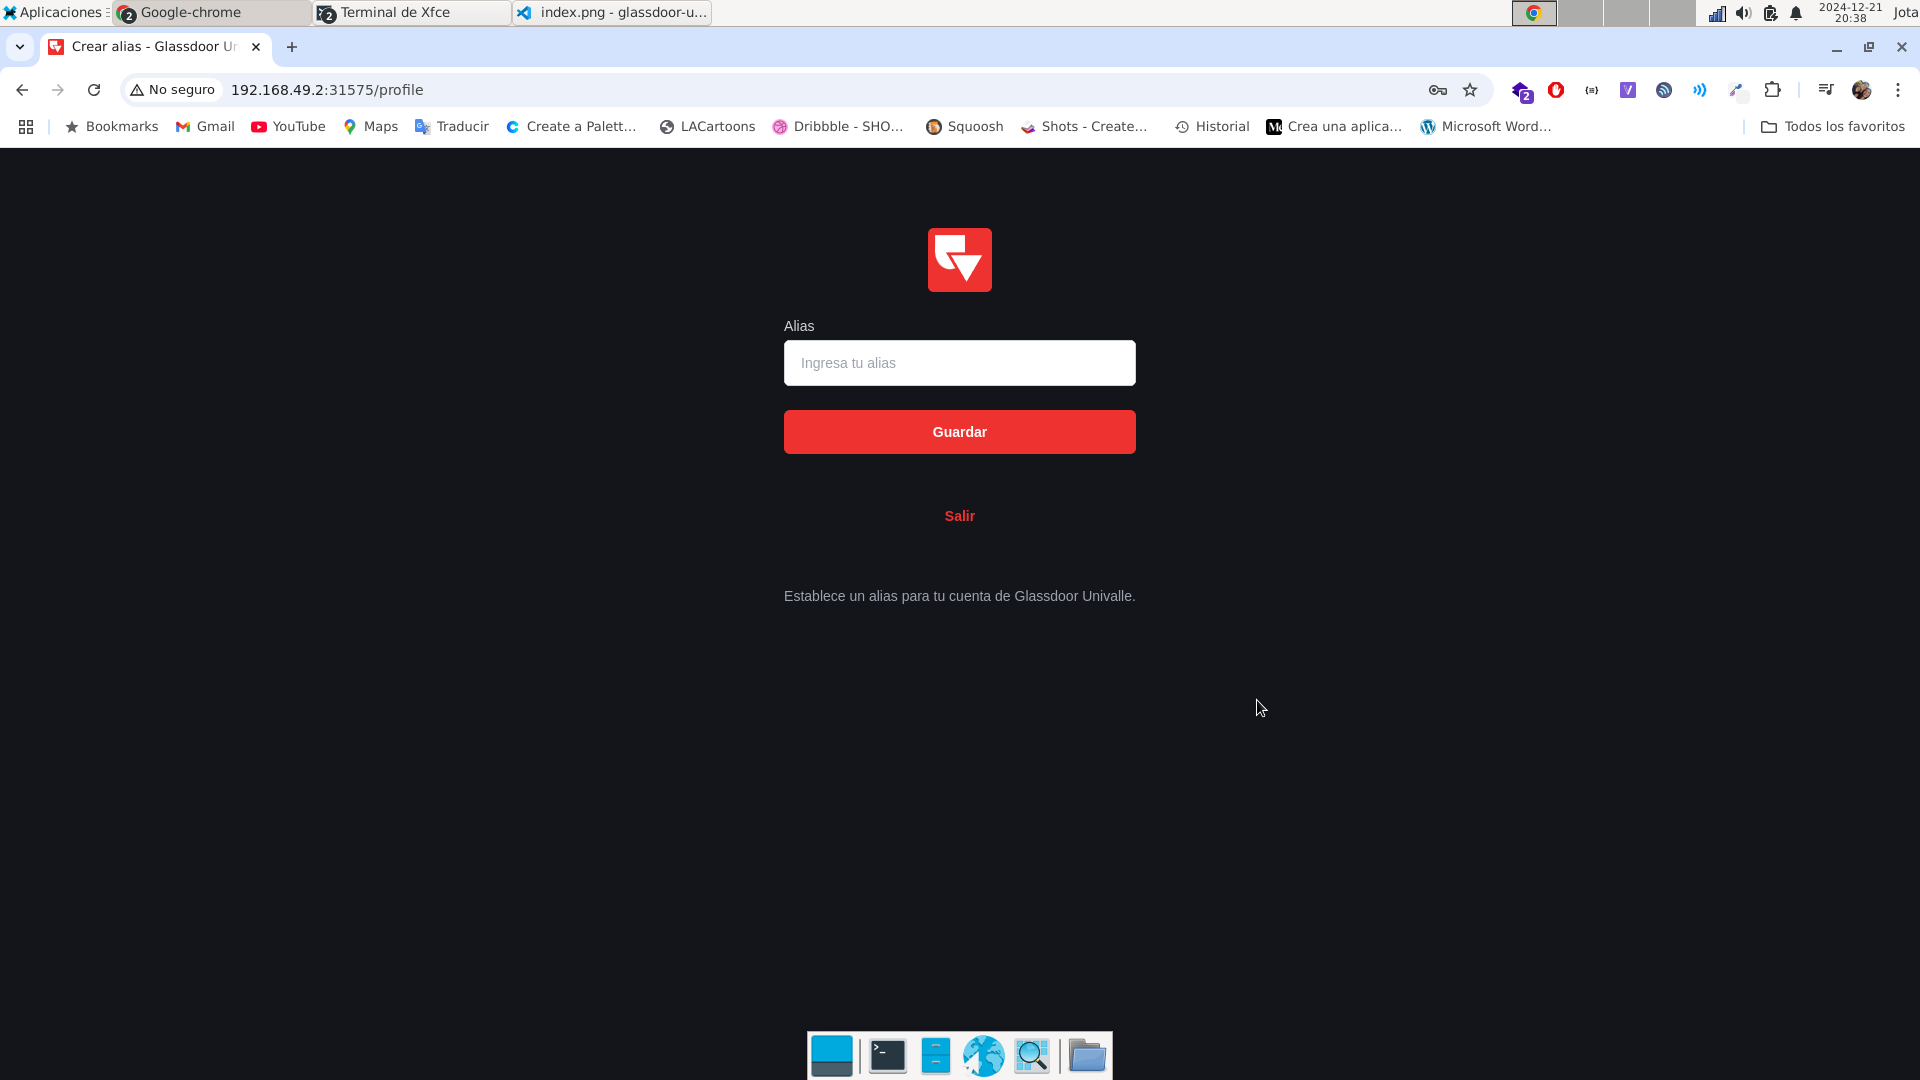 Aplicaciones
2 Google-chrome
2 Terminal de Xfce
index.png - glassdoor-u...
2024-12-21
20:38
Jota
Crear alias - Glassdoor Ur
No seguro
192.168.49.2:31575/profile
2
Bookmarks
Gmail
YouTube
Maps
Traducir
Create a Palett...
LACartoons
Dribbble - SHO...
Squoosh
Shots - Create...
Historial
Crea una aplica...
Microsoft Word...
Todos los favoritos
Alias
Ingresa tu alias
Guardar
Salir
Establece un alias para tu cuenta de Glassdoor Univalle.